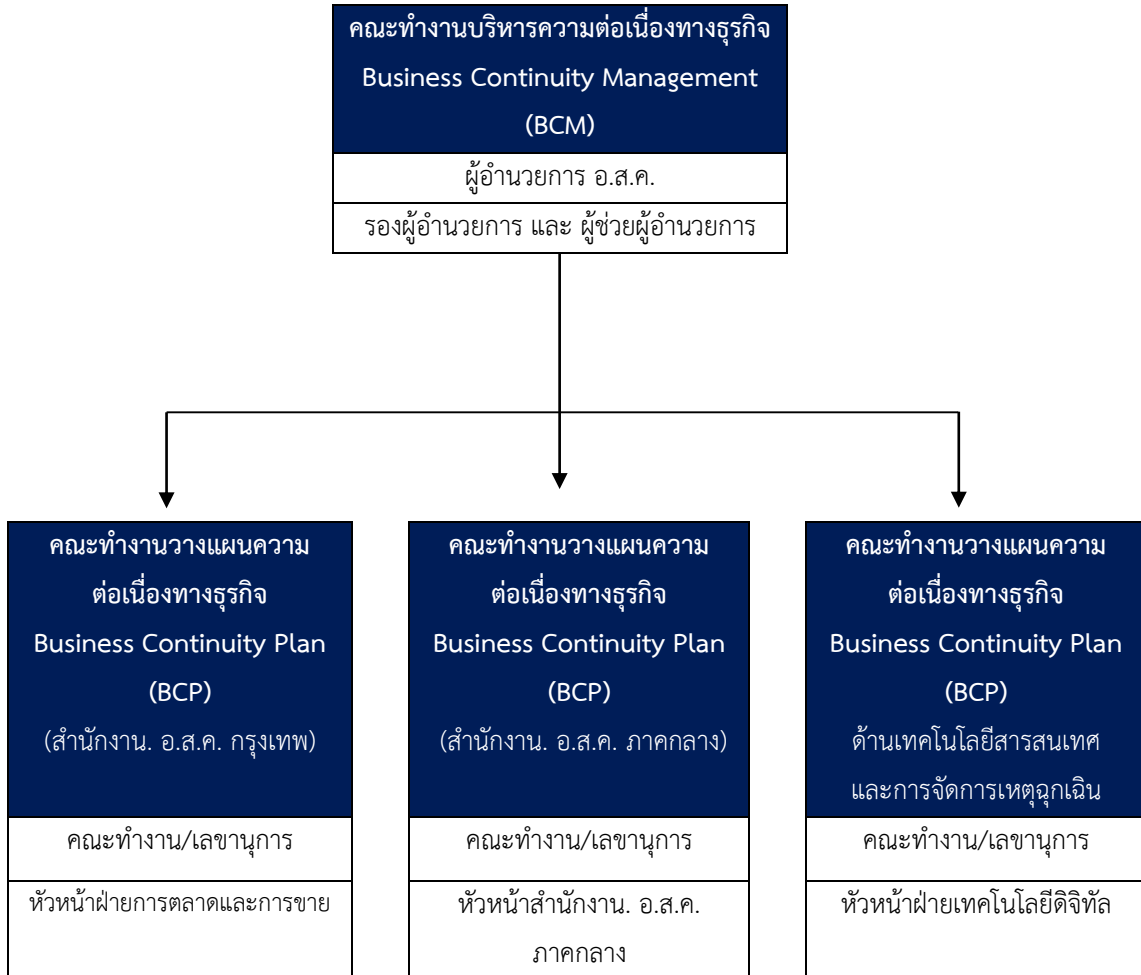 คณะทำงานบริหารความต่อเนื่องทางธุรกิจ
Business Continuity Management
(BCM)
ผู้อำนวยการ อ.ส.ค.
รองผู้อำนวยการ และ ผู้ช่วยผู้อำนวยการ
คณะทำงานวางแผนความ
ต่อเนื่องทางธุรกิจ
Business Continuity Plan
(BCP)
(สำนักงาน. อ.ส.ค. กรุงเทพ)
คณะทำงาน/เลขานุการ
หัวหน้าฝ่ายการตลาดและการขาย
คณะทำงานวางแผนความ
ต่อเนื่องทางธุรกิจ
Business Continuity Plan
(BCP)
(สำนักงาน. อ.ส.ค. ภาคกลาง)
คณะทำงาน/เลขานุการ
หัวหน้าสำนักงาน. อ.ส.ค.
ภาคกลาง
คณะทำงานวางแผนความ
ต่อเนื่องทางธุรกิจ
Business Continuity Plan
(BCP)
ด้านเทคโนโลยีสารสนเทศ
และการจัดการเหตุฉุกเฉิน
คณะทำงาน/เลขานุการ
หัวหน้าฝ่ายเทคโนโลยีดิจิทัล